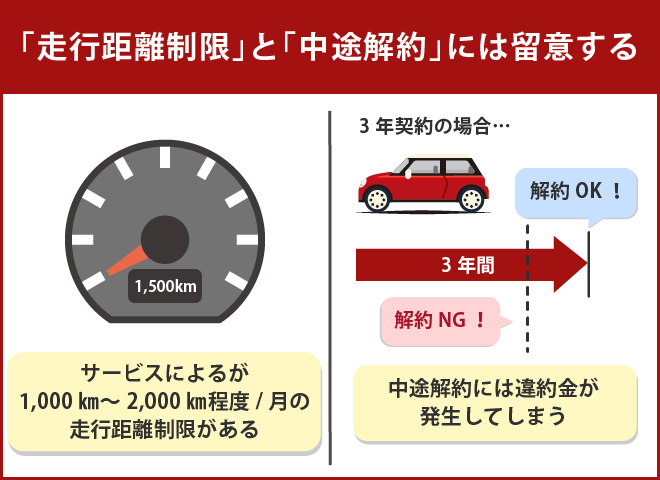 「走行距離制限」と「中途解約」には留意する
1,500km
サービスによるが
1,000 ㎞～ 2,000 ㎞程度 / 月の
走行距離制限がある
3 年契約の場合…
解約 OK ！
3 年間
解約 NG ！
中途解約には違約金が
発生してしまう